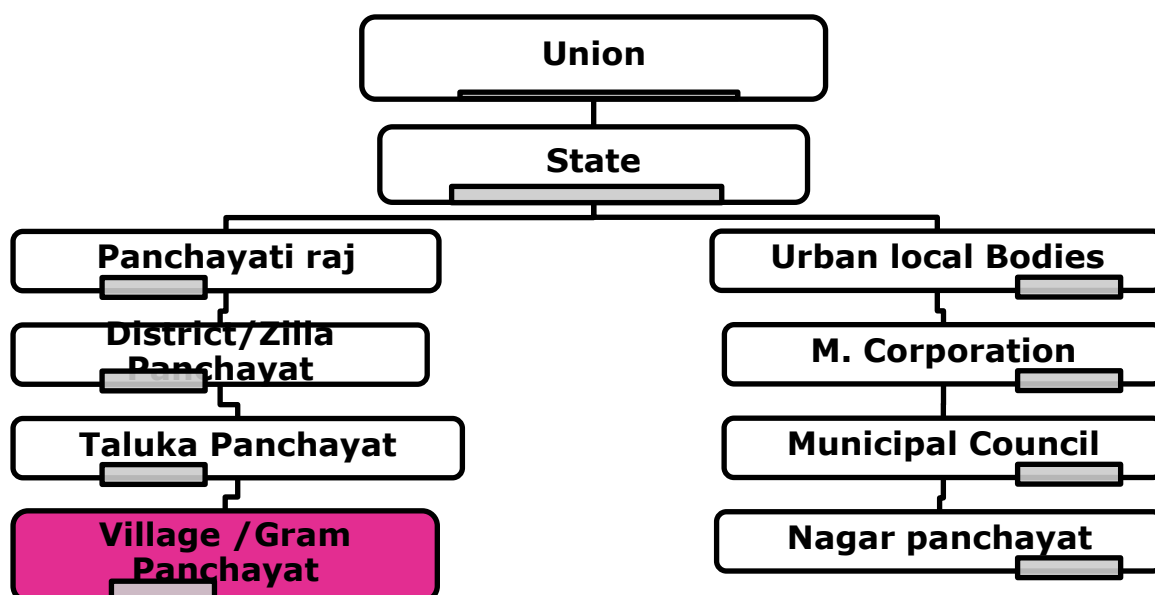 Union
State
Panchayati raj
District/Zilla
Panchayat
Taluka Panchayat
Village /Gram
Panchayat
Urban local Bodies
M. Corporation
Municipal Council
Nagar panchayat